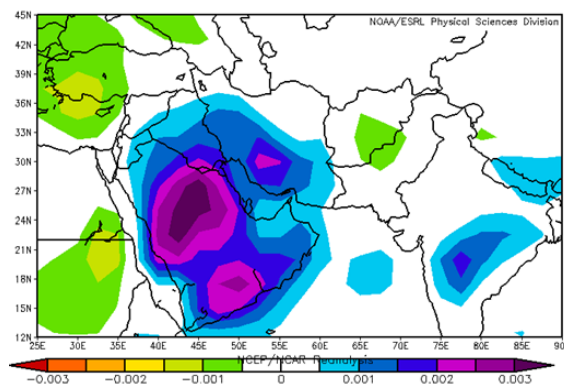 NOAA/ESRL Physical Sciences Division
45N
42N
39N
36N
33N
30N
27N
24N
21N
18N
15N
12N
25E 30E 35E 40E 45E 50E 55E 60E 65E 70E 75E 80E 85E 90E
NCEP/NCAR Reanalysis
−0.003 −0.002 −0.001 0 0.001 0.002 0.003